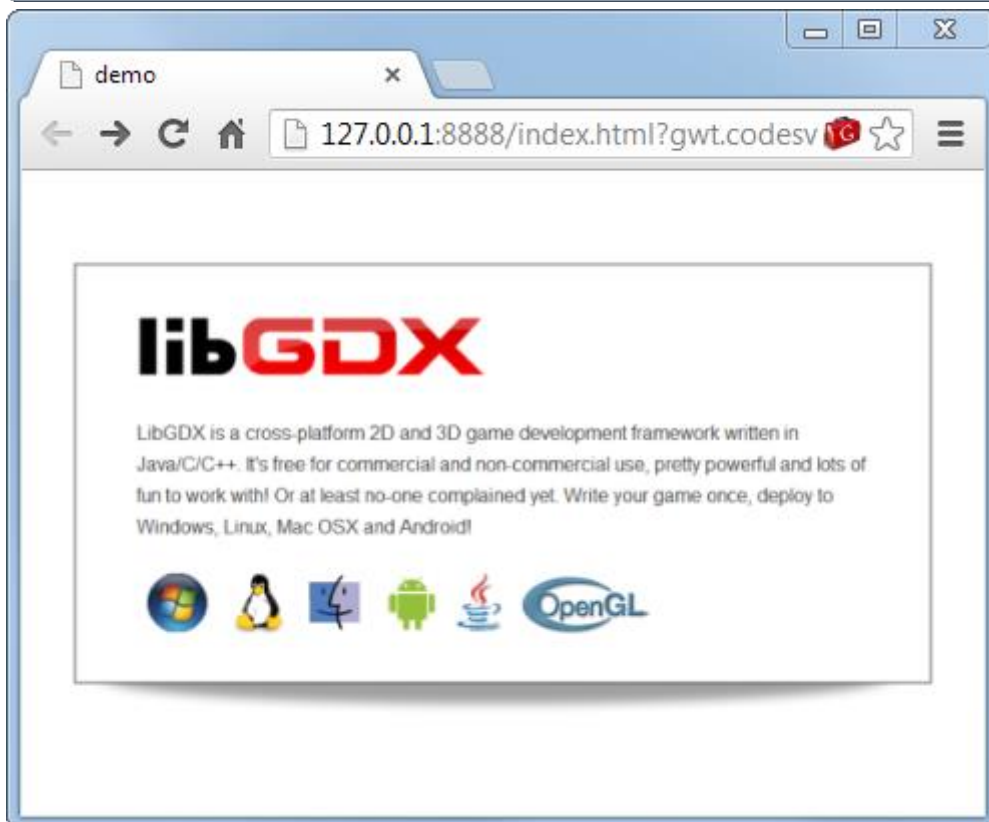 demo
127.0.0.1:8888/index.html?gwt.codesv
G
libGDX
LibGDX is a cross-platform 2D and 3D game development framework written in
Java/C/C++. It's free for commercial and non-commercial use, pretty powerful and lots of
fun to work with! Or at least no-one complained yet. Write your game once, deploy to
Windows, Linux, Mac OSX and Android!
OpenGL